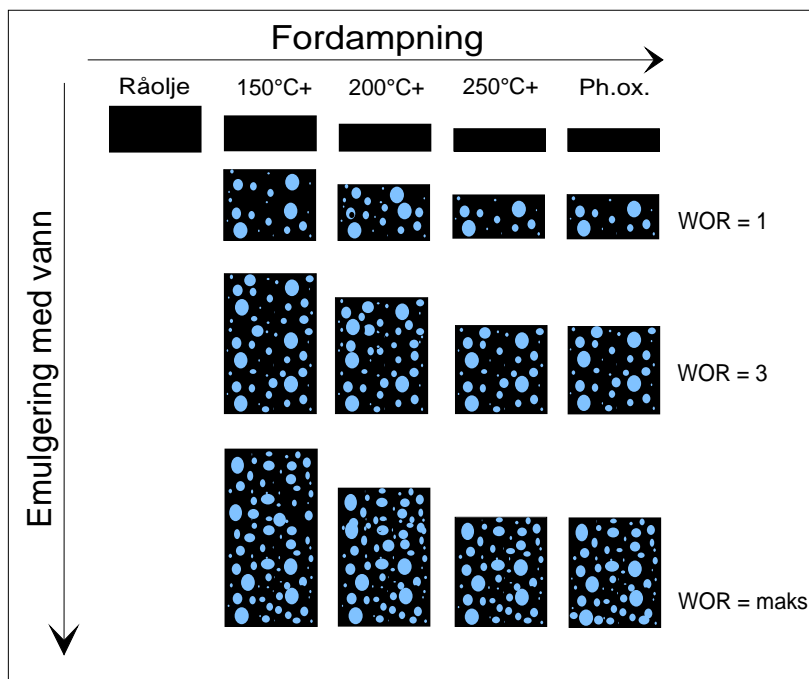 Fordampning
Råolje 150°C+ 200°C+ 250°C+ Ph.ox.
Emulgering med vann
WOR = 1
WOR = 3
WOR = maks